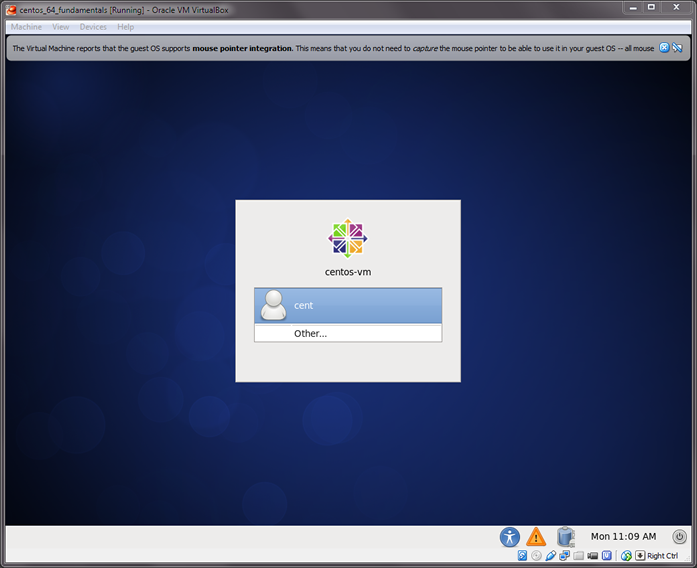 centos_64_fundamentals [Running] - Oracle VM VirtualBox
Machine View Devices Help
The Virtual Machine reports that the guest OS supports mouse pointer integration. This means that you do not need to capture the mouse pointer to be able to use it in your guest OS -- all mouse
centos-vm
cent
Other...
Mon 11:09 AM
Right Ctrl